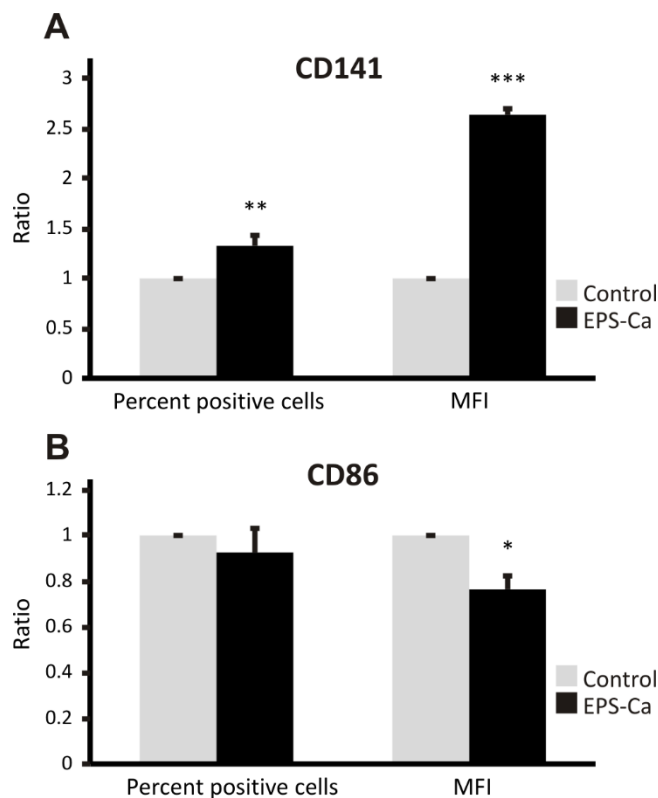 A
CD141
3
2.5
2
1.5
1
0.5
0
Ratio
**
***
Control
EPS-Ca
Percent positive cells
MFI
B
CD86
1.2
1
0.8
0.6
0.4
0.2
0
Ratio
*
Control
EPS-Ca
Percent positive cells
MFI